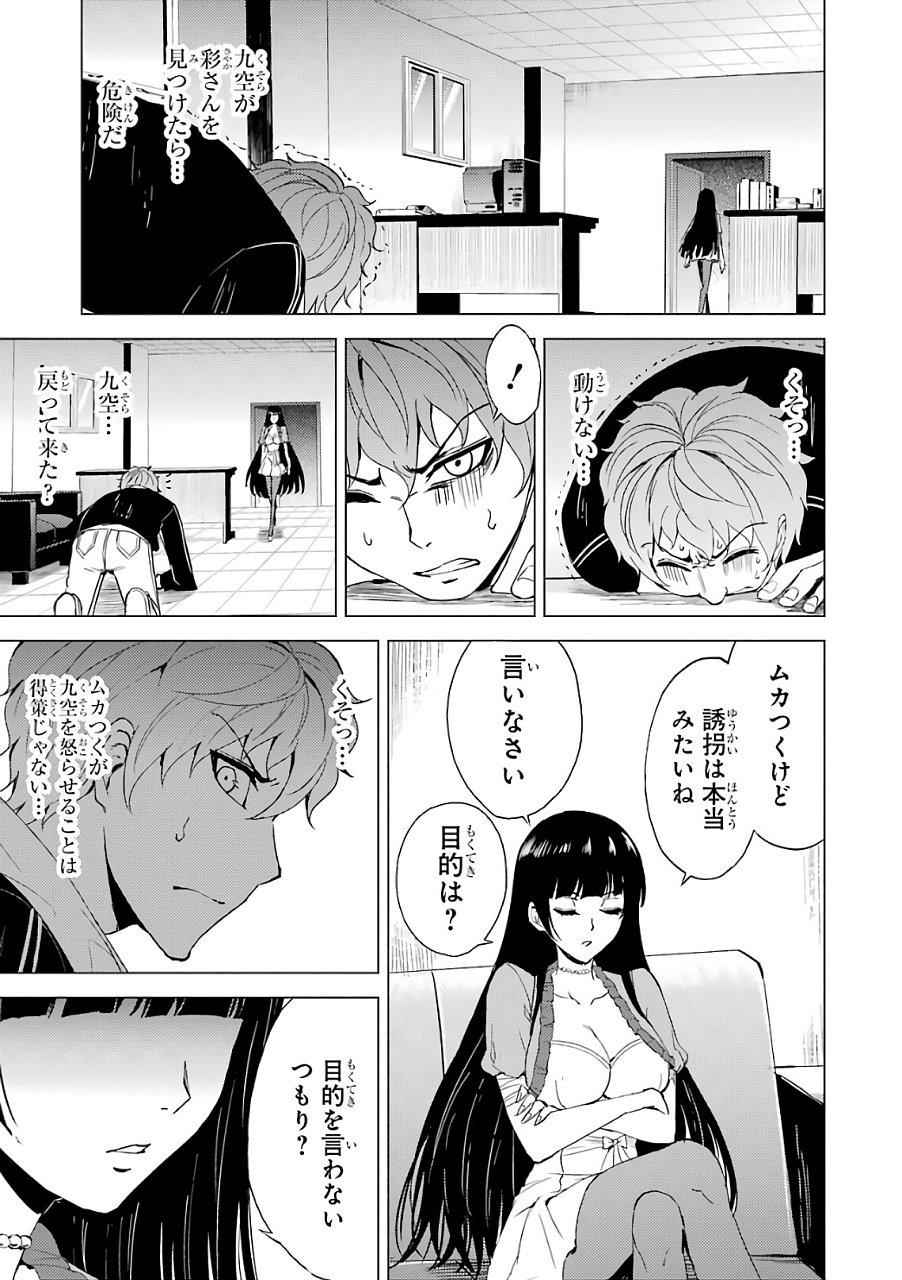 九空が
彩さんを
見つけたら…
危険だ
くそっ…
動けない…
!
九空…
戻って来た?
ムカつくけど
誘拐は本当
みたいね
言いなさい
目的は?
くそっ…
ムカつくが
九空を怒らせることは
得策じゃない…
目的を言わない
つもり?